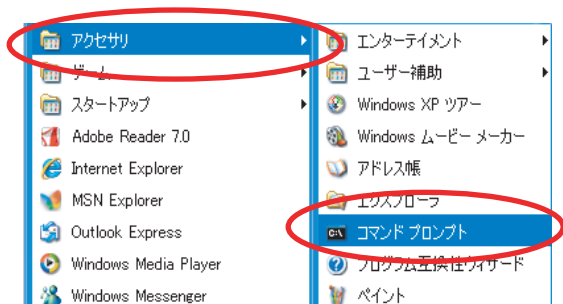 アクセサリ
ゲーム
スタートアップ
Adobe Reader 7.0
Internet Explorer
MSN Explorer
Outlook Express
Windows Media Player
Windows Messenger
エンターテイメント
ユーザー補助
Windows XP ツアー
Windows ムービー メーカー
アドレス帳
エクスプローラ
C:\
コマンド プロンプト
プログラム互換性ウィザード
ペイント